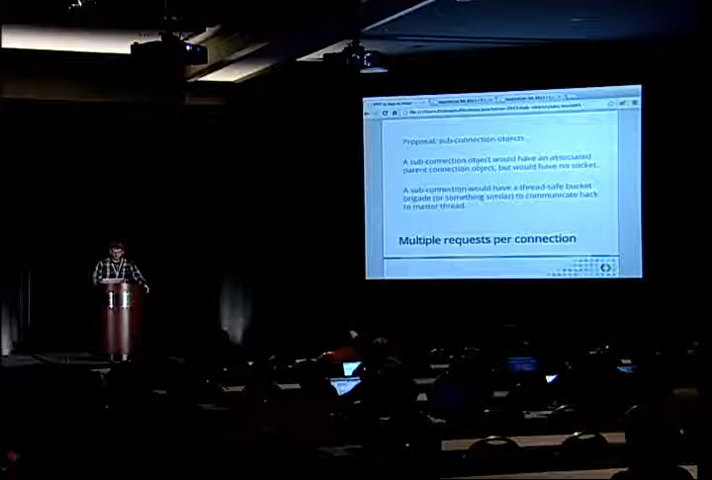 Proposal: sub-connection objects
A sub-connection object would have an associated
parent connection object, but would have no socket.
A sub-connection would have a thread-safe bucket
brigade (or something similar) to communicate back
to master thread.
Multiple requests per connection